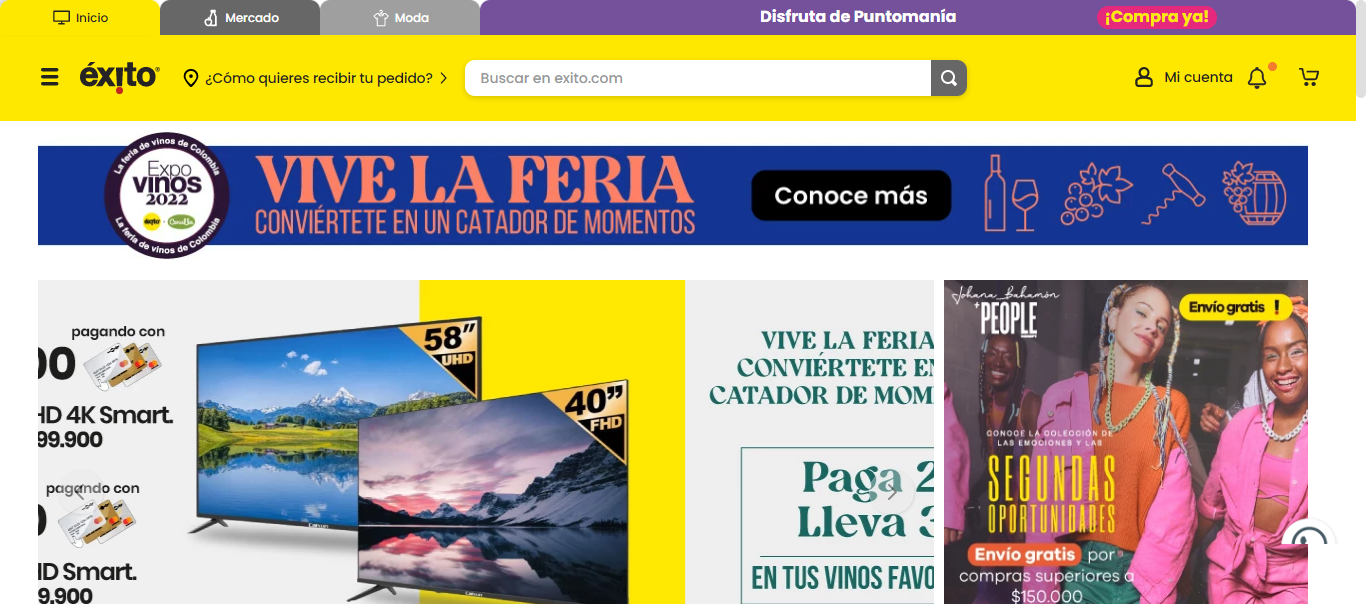 Inicio
Mercado
Moda
Disfruta de Puntomanía
¡Compra ya!
éxito
¿Cómo quieres recibir tu pedido?
Buscar en exito.com
Mi cuenta
La feria de vinos de Colombia
Expo
vinos
2022
éxito
Carulla
La feria de vinos de Colombia
VIVE LA FERIA
CONVIÉRTETE EN UN CATADOR DE MOMENTOS
Conoce más
pagando con
00
HD 4K Smart.
99.900
pagando con
0
HD Smart.
9.900
58”
UHD
40”
FHD
VIVE LA FERIA
CONVIÉRTETE EN
CATADOR DE MOM
Paga 2
Lleva 3
EN TUS VINOS FAVO
Johana Bahamón
+
PEOPLE
Envío gratis !
CONOCE LA COLECCIÓN DE
LAS EMOCIONES Y LAS
SEGUNDAS
OPORTUNIDADES
Envío gratis por
compras superiores a
$150.000